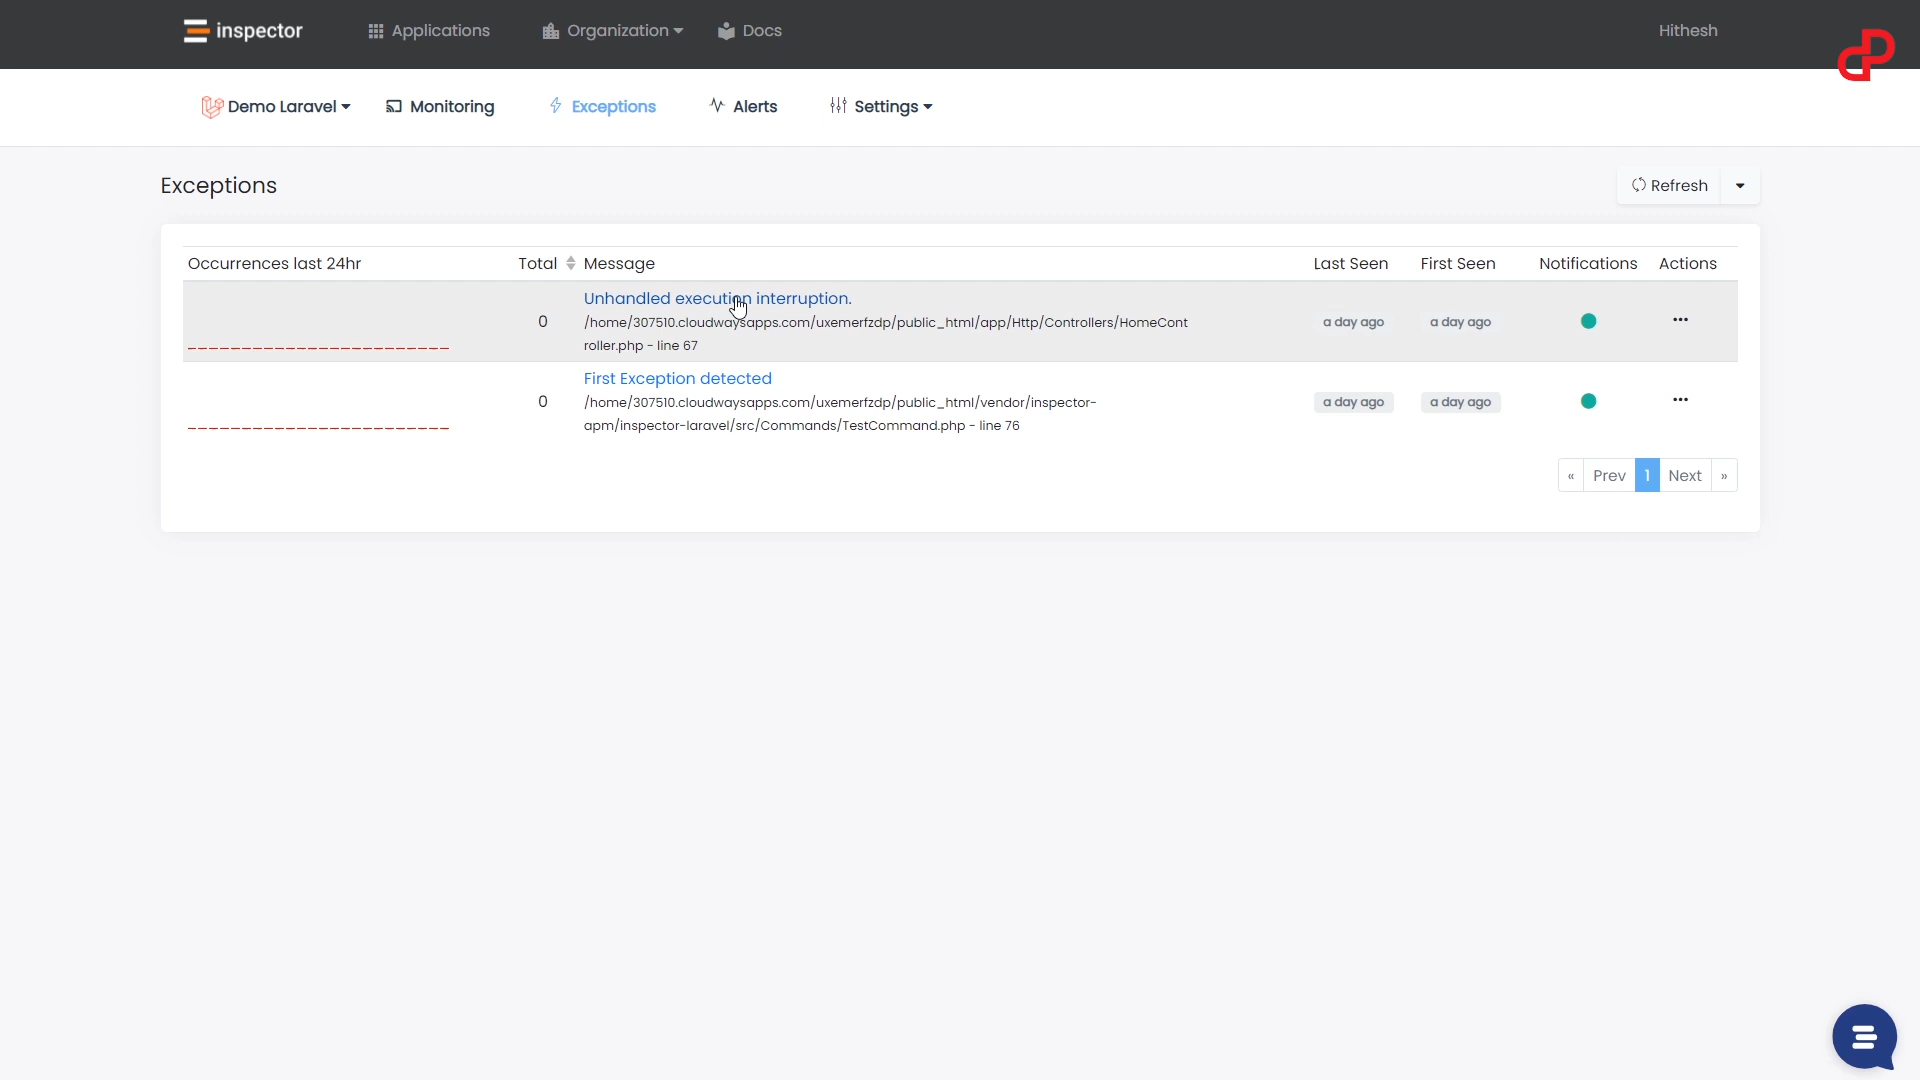 inspector
Applications
Organization
Docs
Hithesh
Demo Laravel
Monitoring
Exceptions
Alerts
Settings
Exceptions
Refresh
Occurrences last 24hr
Total
Message
Last Seen
First Seen
Notifications
Actions
Unhandled execution interruption.
0
/home/307510.cloudwaysapps.com/uxemerfzdp/public_html/app/Http/Controllers/HomeCont
roller.php - line 67
a day ago
a day ago
First Exception detected
0
/home/307510.cloudwaysapps.com/uxemerfzdp/public_html/vendor/inspector-
apm/inspector-laravel/src/Commands/TestCommand.php - line 76
a day ago
a day ago
« Prev 1 Next »